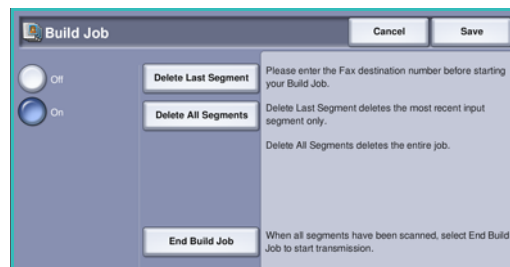 Build Job
Cancel
Save
Off
On
Delete Last Segment
Delete All Segments
End Build Job
Please enter the Fax destination number before starting
your Build Job.
Delete Last Segment deletes the most recent input
segment only.
Delete All Segments deletes the entire job.
When all segments have been scanned, select End Build
Job to start transmission.